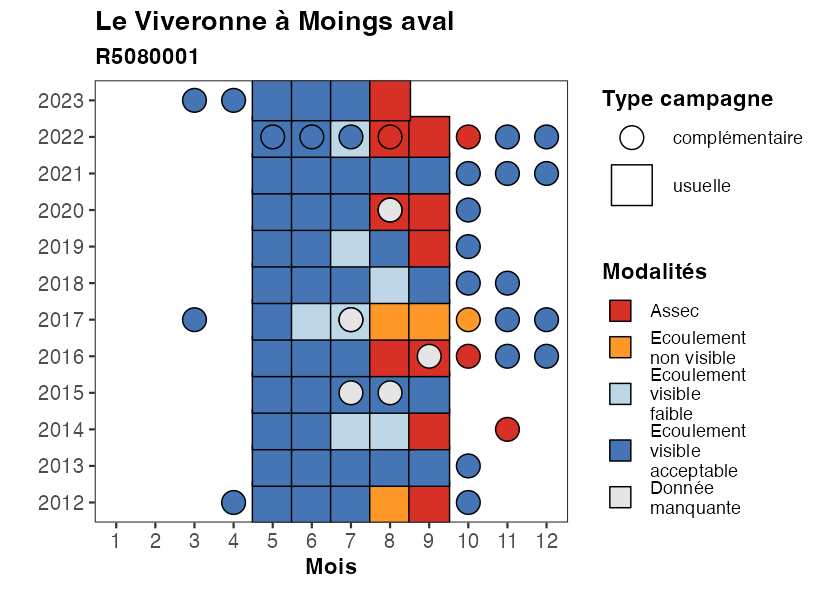 Le Viveronne à Moings aval
R5080001
2023
2022
2021
2020
2019
2018
2017
2016
2015
2014
2013
2012
1 2 3 4 5 6 7 8 9 10 11 12
Mois
Type campagne
complémentaire
usuelle
Modalités
Assec
Ecoulement
non visible
Ecoulement
visible
faible
Ecoulement
visible
acceptable
Donnée
manquante